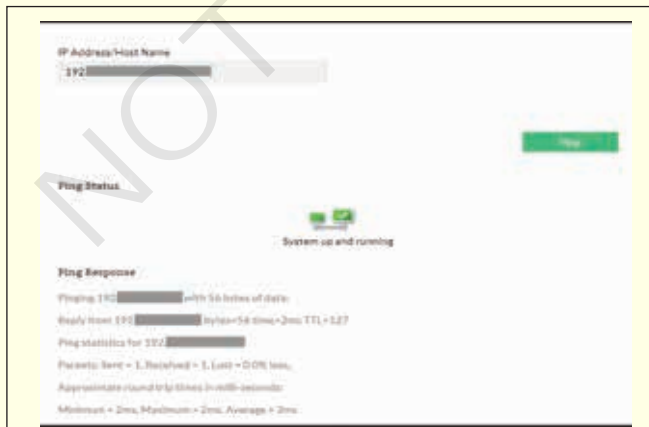 IP Address/Host Name
192
Ping
Ping Status
System up and running
Ping Response
Pinging 192 with 56 bytes of data:
Reply from 192 bytes=56 time=2ms TTL=127
Ping statistics for 192
Packets: Sent = 1, Received = 1, Lost = 0.0% loss,
Approximate round trip times in milli-seconds:
Minimum = 2ms, Maximum = 2ms, Average = 2ms
NOT